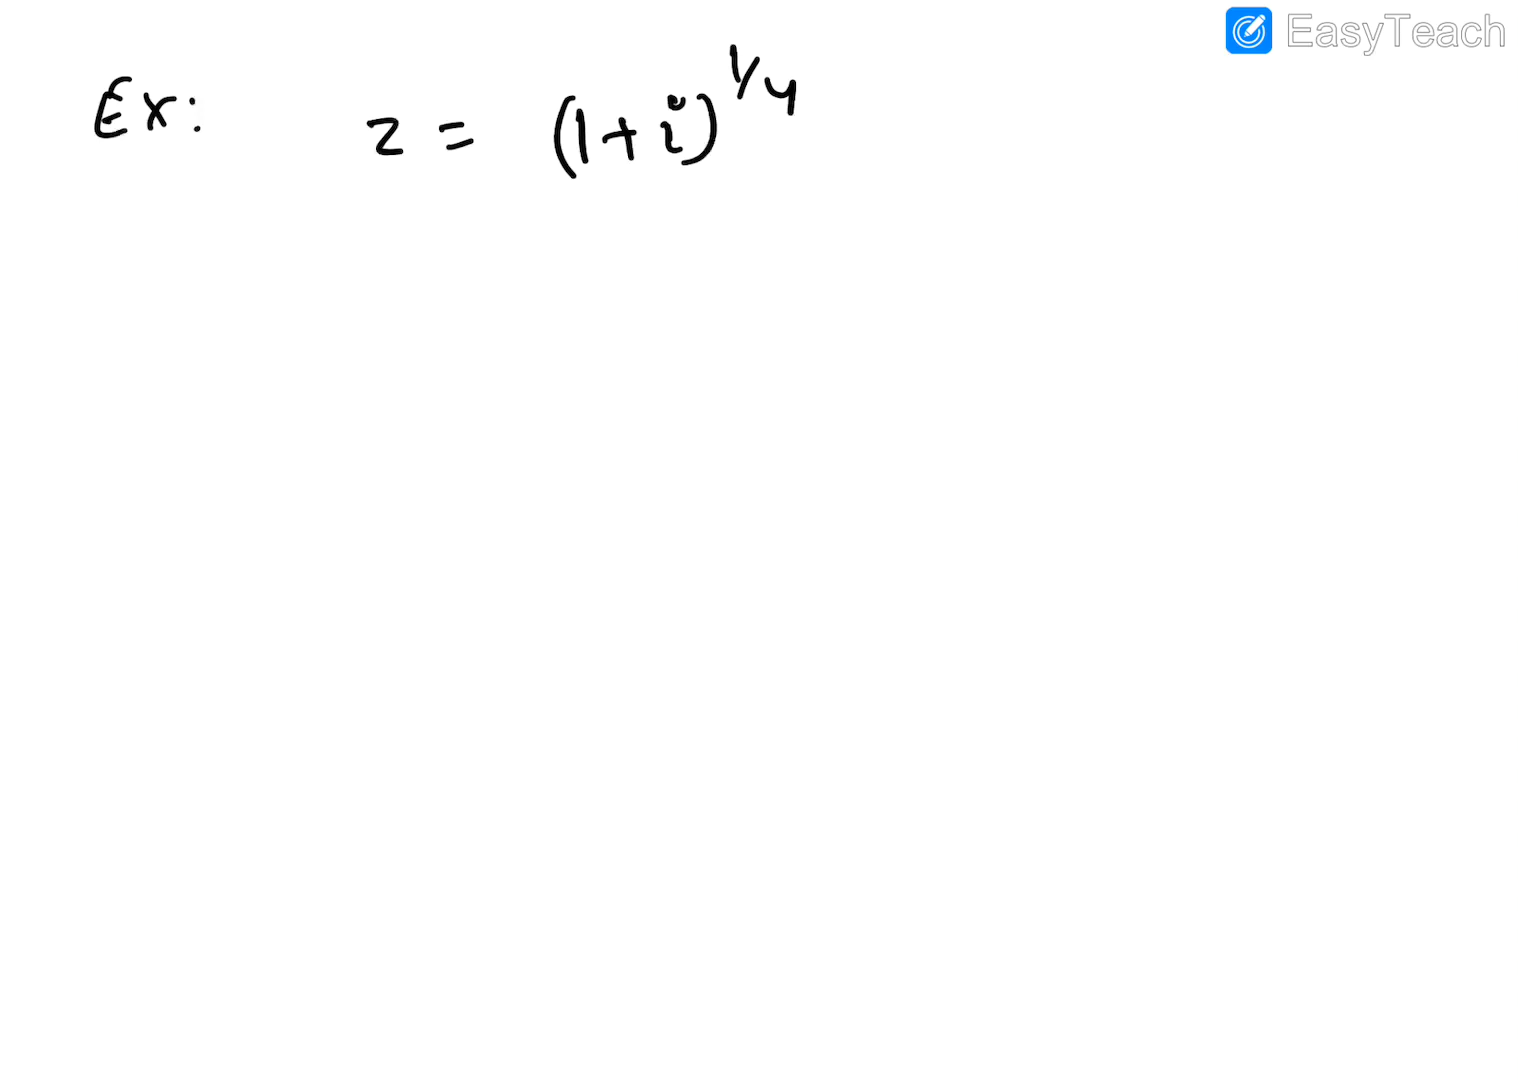 EasyTeach
Ex: z = (1+i)^1/4